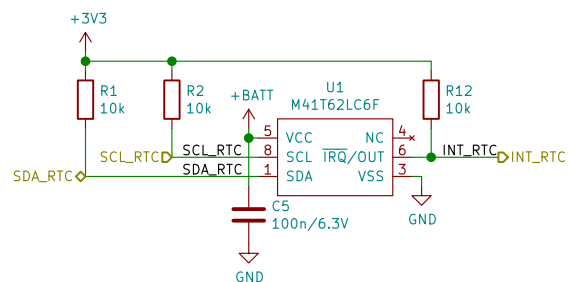 +3V3
R1
10k
R2
10k
+BATT
U1
M41T62LC6F
R12
10k
5
VCC
NC
4
SCL_RTC
SCL_RTC
8
SCL
IRQ/OUT
6
INT_RTC
INT_RTC
SDA_RTC
SDA_RTC
1
SDA
VSS
3
C5
100n/6.3V
GND
GND